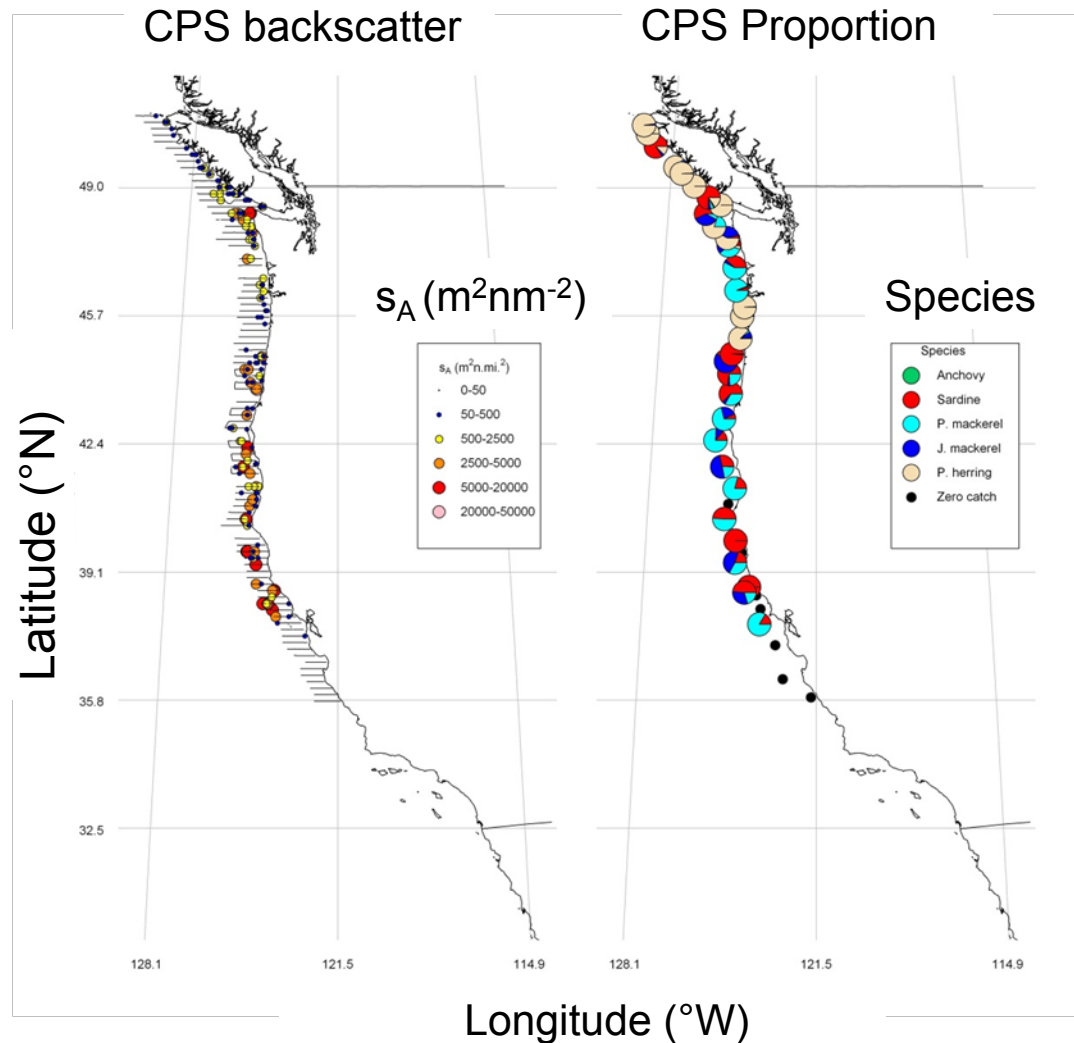 CPS backscatter
CPS Proportion
49.0
45.7
42.4
39.1
35.8
32.5
Latitude (°N)
s_A (m²nm⁻²)
s_A (m²n.mi.²)
0-50
50-500
500-2500
2500-5000
5000-20000
20000-50000
Species
Species
Anchovy
Sardine
P. mackerel
J. mackerel
P. herring
Zero catch
128.1 121.5 114.9
128.1 121.5 114.9
Longitude (°W)